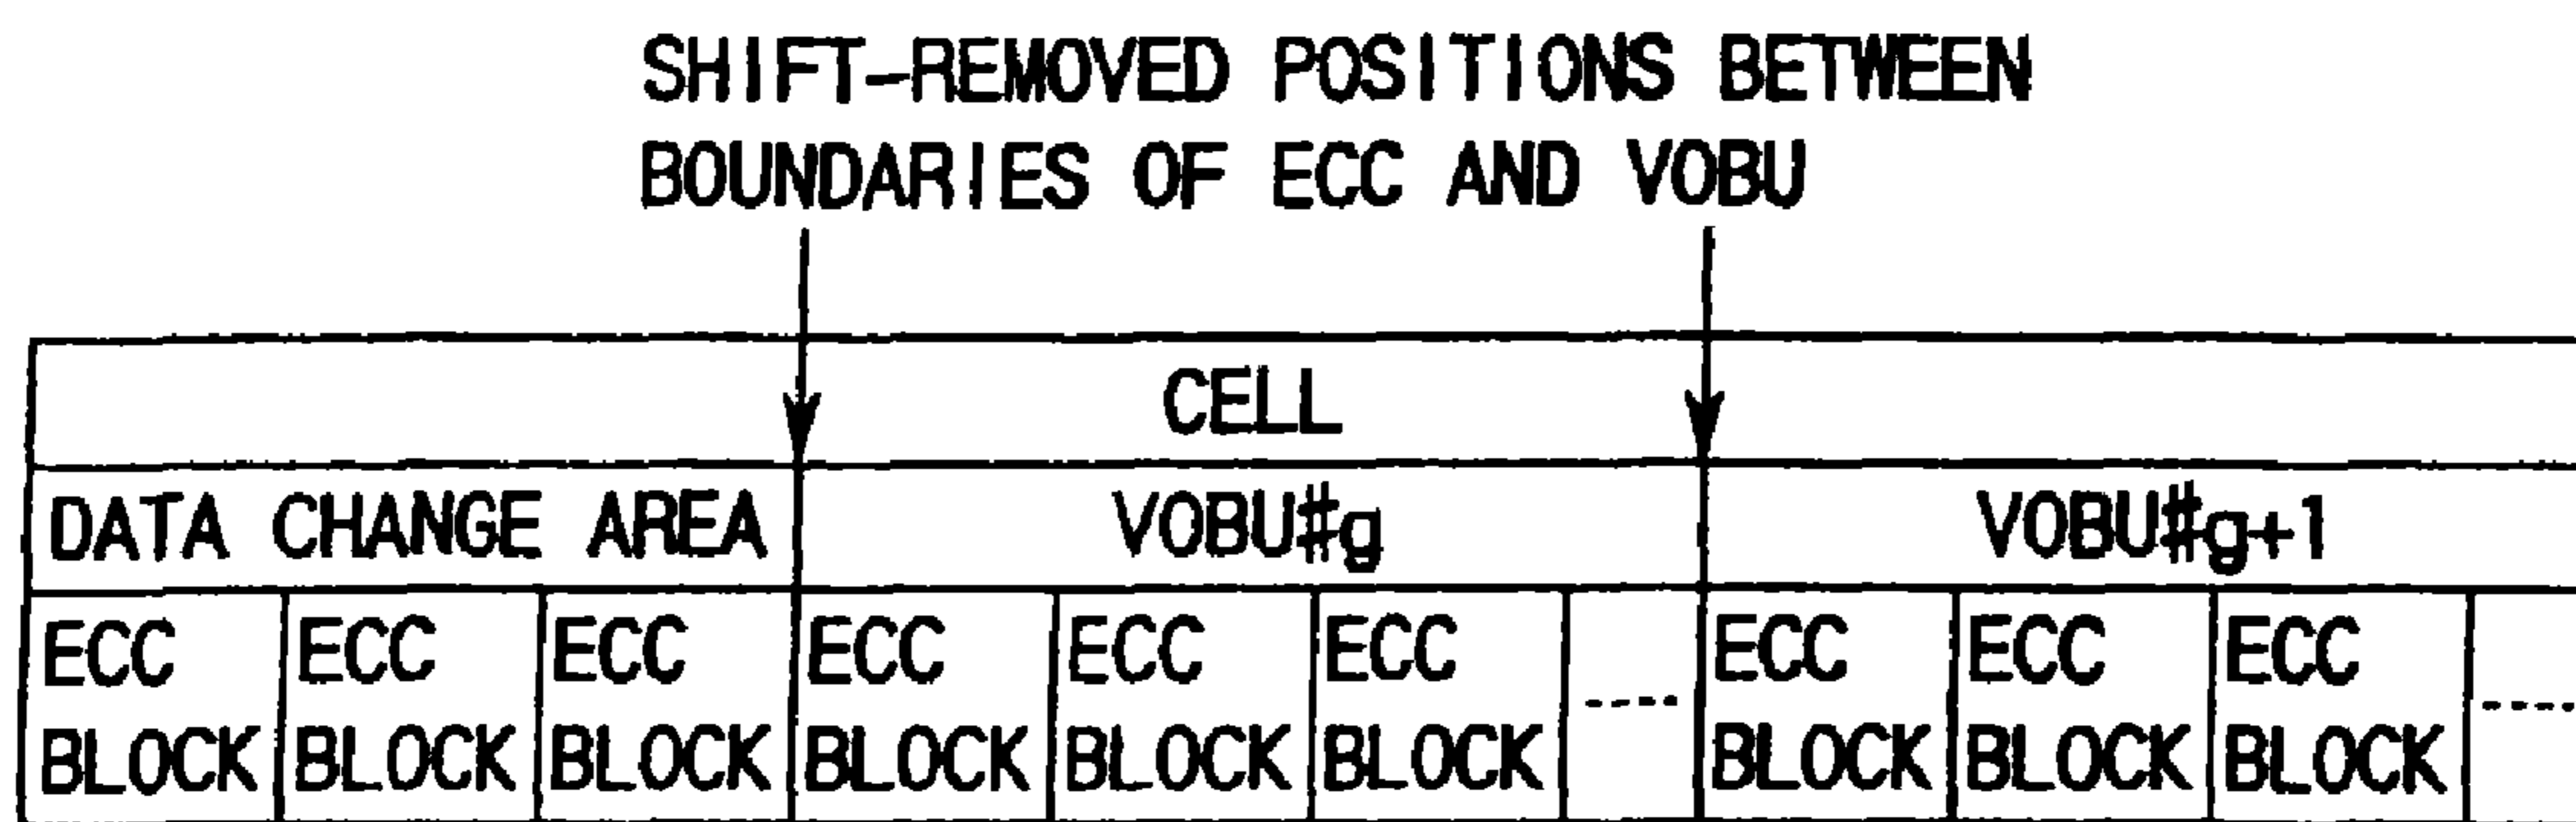 SHIFT-REMOVED POSITIONS BETWEEN
BOUNDARIES OF ECC AND VOBU
CELL
DATA CHANGE AREA VOBU#g VOBU#g+1
ECC ECC ECC ECC ECC ECC ECC ECC ECC
BLOCK BLOCK BLOCK BLOCK BLOCK BLOCK ---- BLOCK BLOCK BLOCK ----